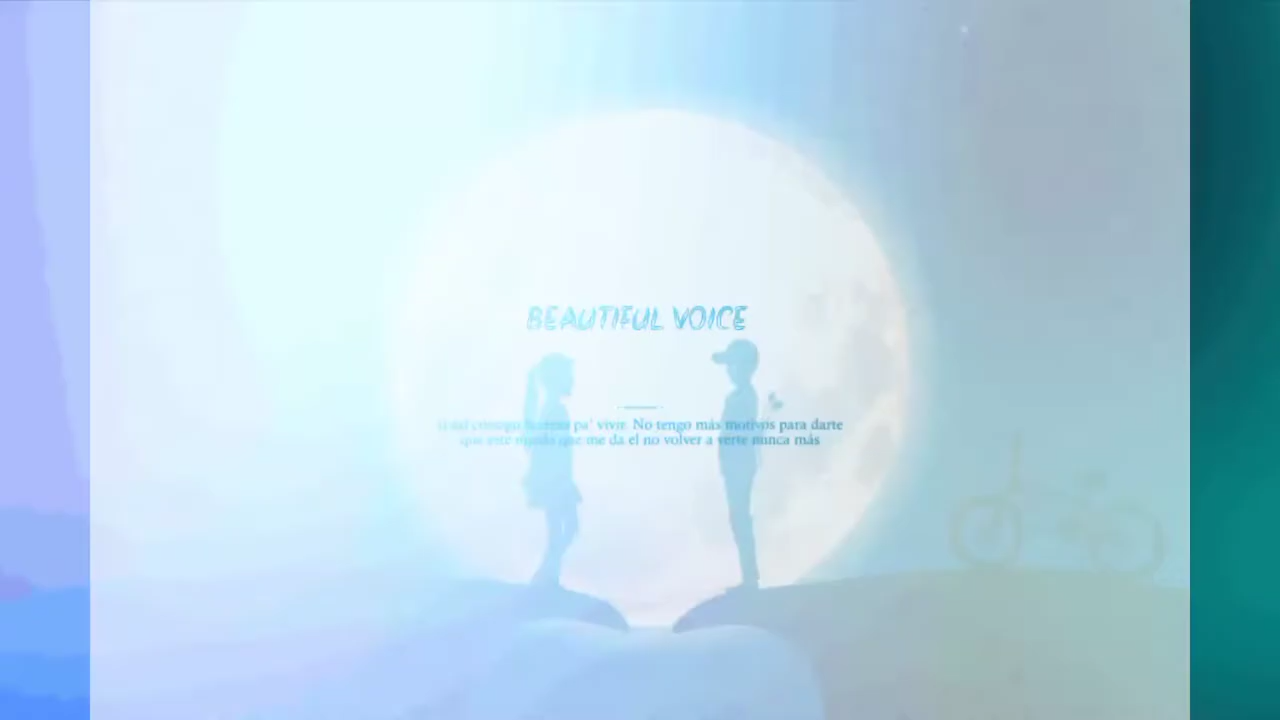 BEAUTIFUL VOICE
pa' vivir. No tengo más motivos para darte
que me da el no volver a verte nunca más